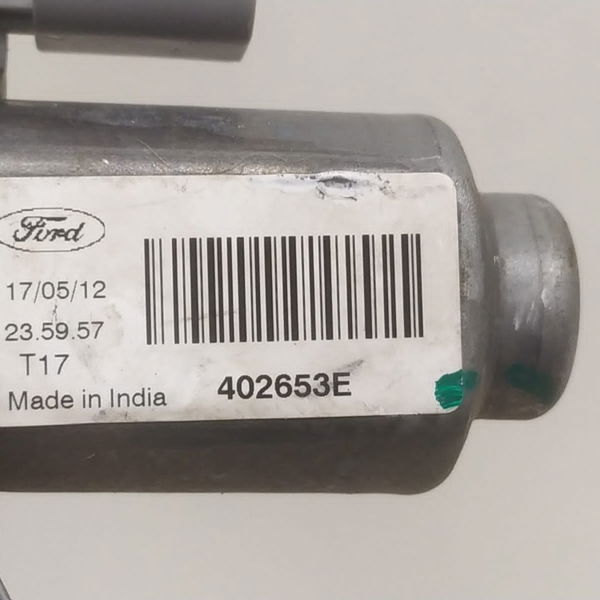 Ford
17/05/12
23.59.57
T17
Made in India
402653E